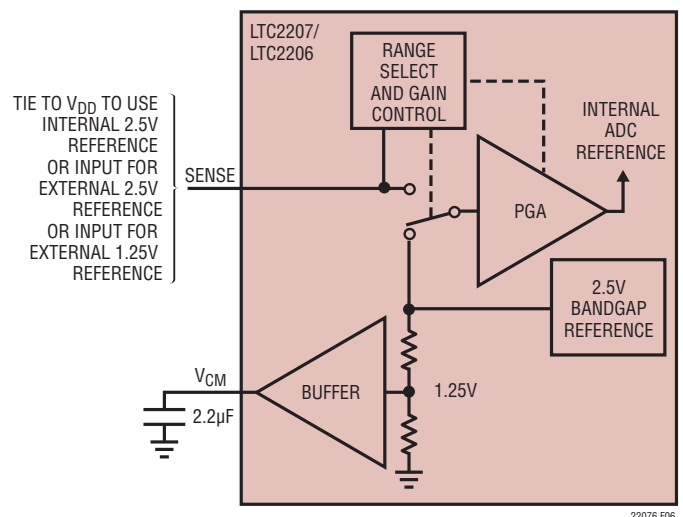 LTC2207/
LTC2206
RANGE
SELECT
AND GAIN
CONTROL
TIE TO VDD TO USE
INTERNAL 2.5V
REFERENCE
OR INPUT FOR
EXTERNAL 2.5V
REFERENCE
OR INPUT FOR
EXTERNAL 1.25V
REFERENCE
SENSE
INTERNAL
ADC
REFERENCE
PGA
2.5V
BANDGAP
REFERENCE
VCM
BUFFER
1.25V
2.2µF
22076 F06